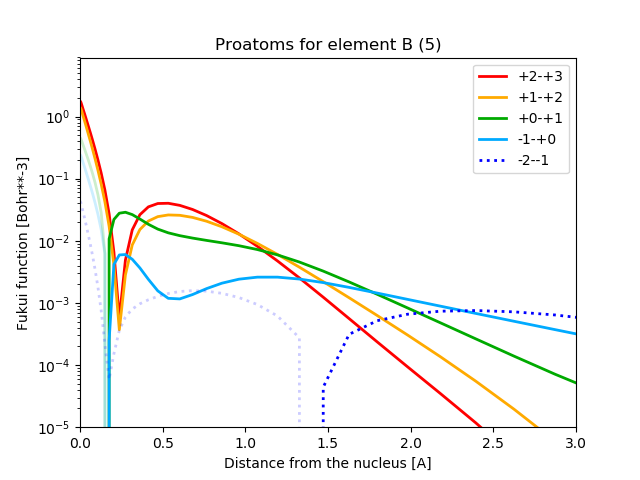 Proatoms for element B (5)
Fukui function [Bohr**-3]
10^0
10^-1
10^-2
10^-3
10^-4
10^-5
+2-+3
+1-+2
+0-+1
-1-+0
-2--1
0.0 0.5 1.0 1.5 2.0 2.5 3.0
Distance from the nucleus [A]